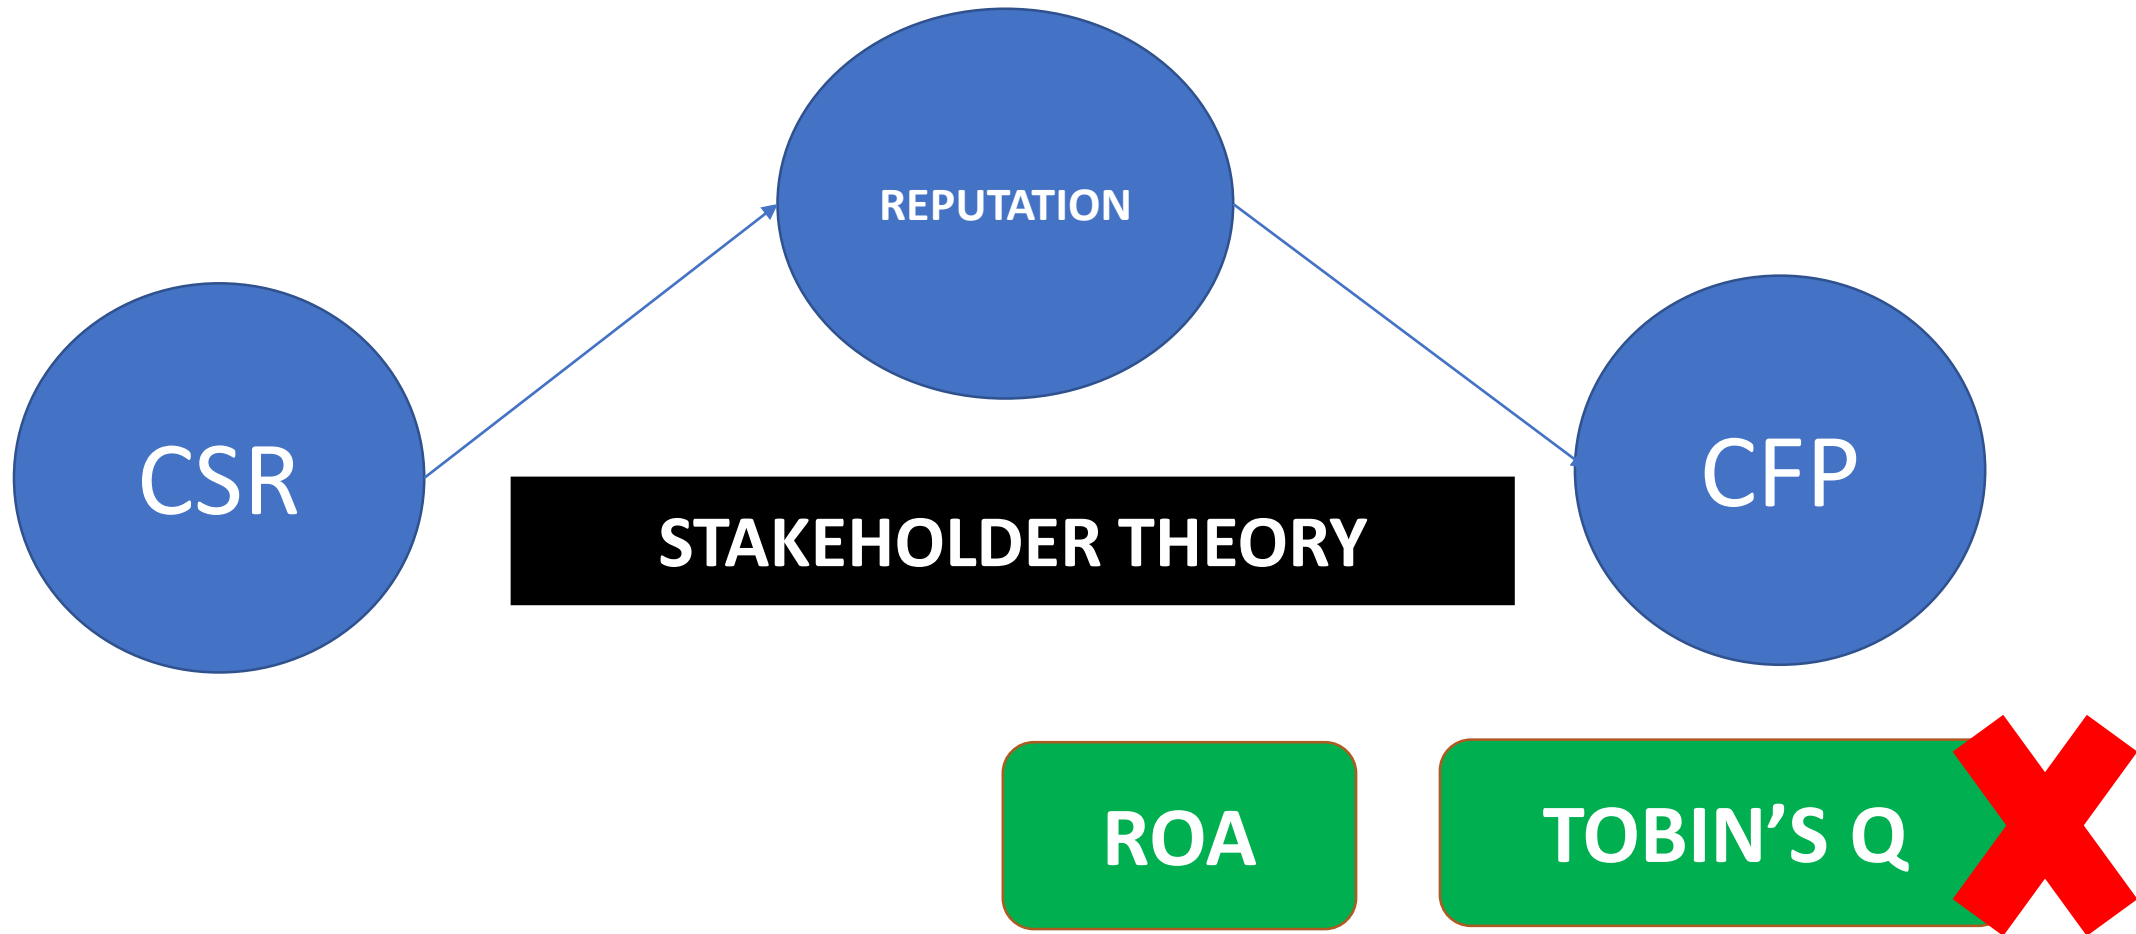 REPUTATION
CSR
CFP
STAKEHOLDER THEORY
ROA
TOBIN’S Q